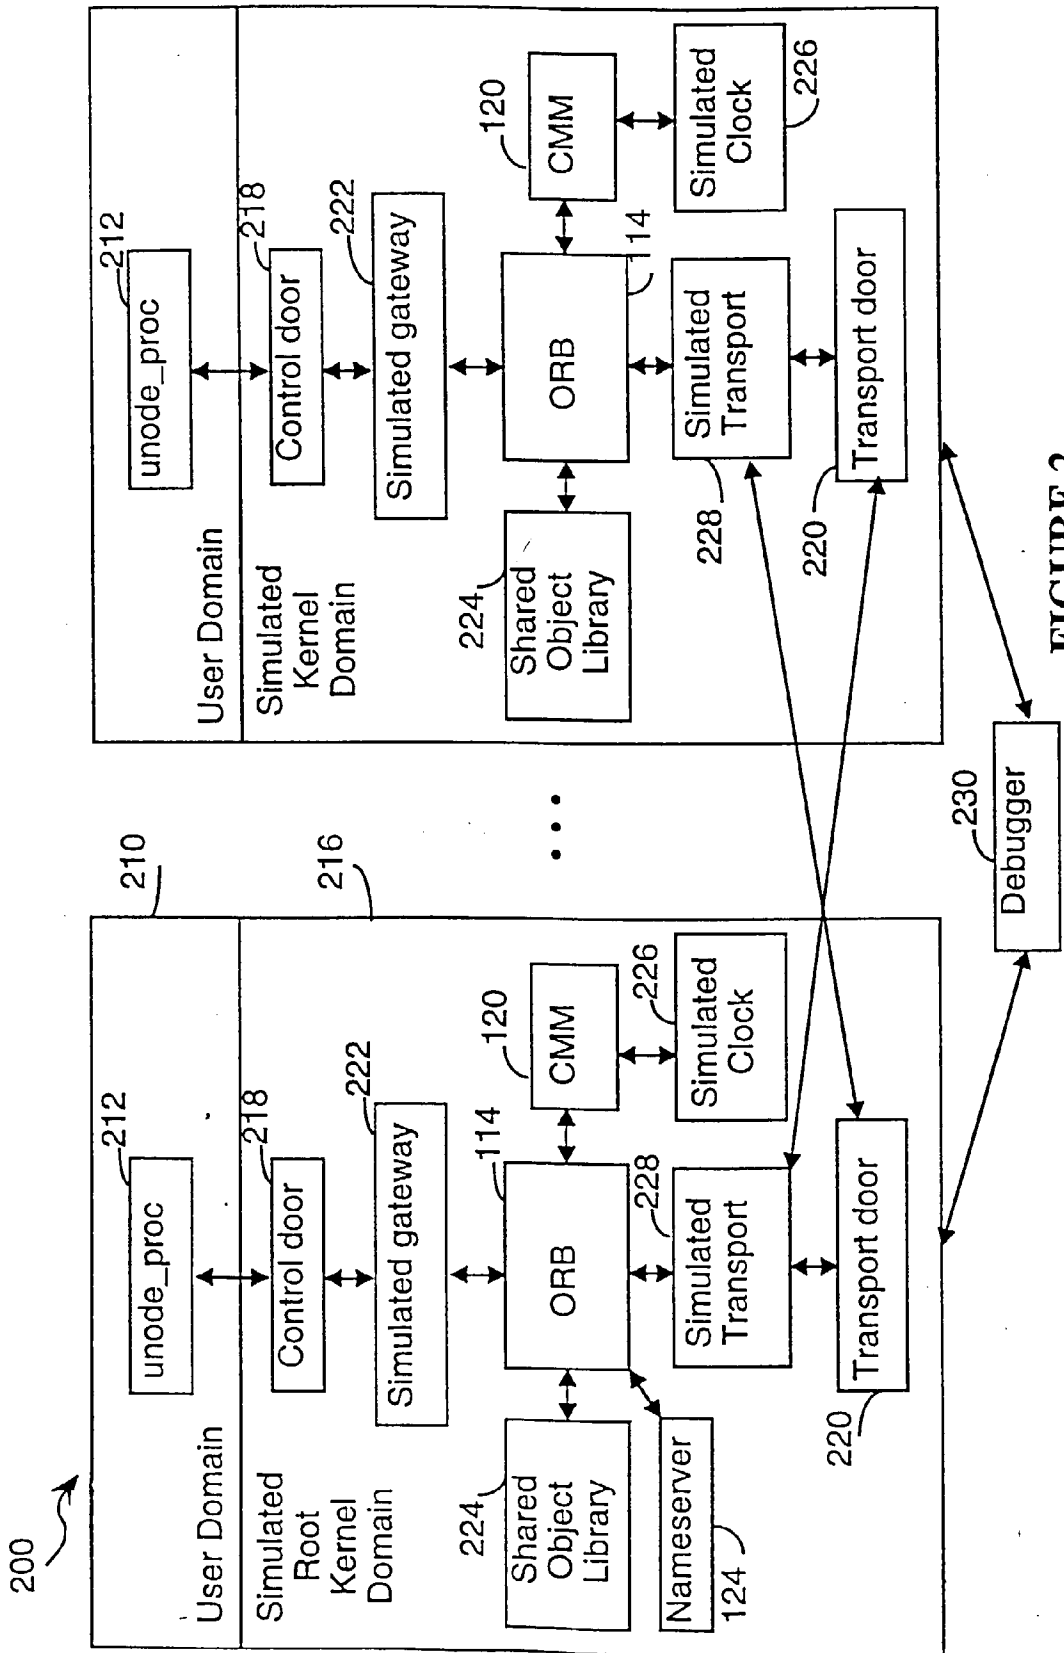 200
210
212
unode_proc
User Domain
216
218
Control door
Simulated
Root
Kernel
Domain
222
Simulated gateway
224
Shared
Object
Library
114
ORB
120
CMM
Nameserver
124
228
Simulated
Transport
226
Simulated
Clock
220
Transport door
...
212
unode_proc
User Domain
218
Control door
Simulated
Kernel
Domain
222
Simulated gateway
224
Shared
Object
Library
ORB
114
120
CMM
228
Simulated
Transport
Simulated
Clock
226
220
Transport door
230
Debugger
FIGURE 2